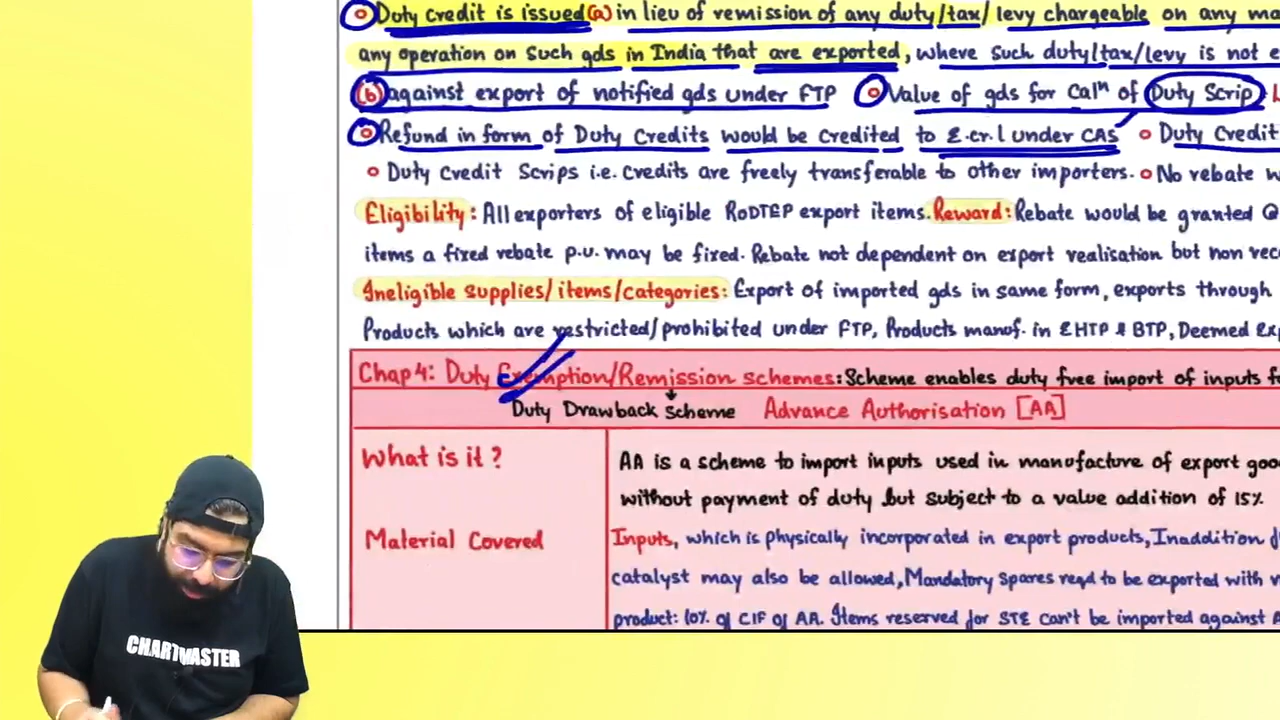 Duty Credit is issued (a) in lieu of remission of any duty/tax/ levy chargeable on any
any operation on such gds in India that are exported, where such duty/tax/levy is not
(b) against export of notified gds under FTP Value of gds for Calⁿ of Duty Scrip
Refund in form of Duty Credits would be credited to E.cr.l under CAs Duty Credit
Duty Credit Scrips i.e. credits are freely transferable to other importers. No rebate
Eligibility: All exporters of eligible RoDTEP export items. Reward: Rebate would be granted @
items a fixed rebate p.u. may be fixed. Rebate not dependent on export realisation but non
Ineligible supplies/items/categories: Export of imported gds in same form, exports through
Products which are restricted/prohibited under FTP, Products manuf. in EHTP & BTP, Deemed
Chap 4: Duty Exemption/Remission schemes: Scheme enables duty free import of inputs
Duty Drawback scheme Advance Authorisation [AA]
What is it? AA is a scheme to import inputs used in manufacture of export
without payment of duty but subject to a value addition of 15%
Material Covered Inputs, which is physically incorporated in export products, Inaddition
catalyst may also be allowed, Mandatory spares reqd to be exported with
product: 10% of CIF of AA. Items reserved for STE can't be imported against
CHARTMASTER